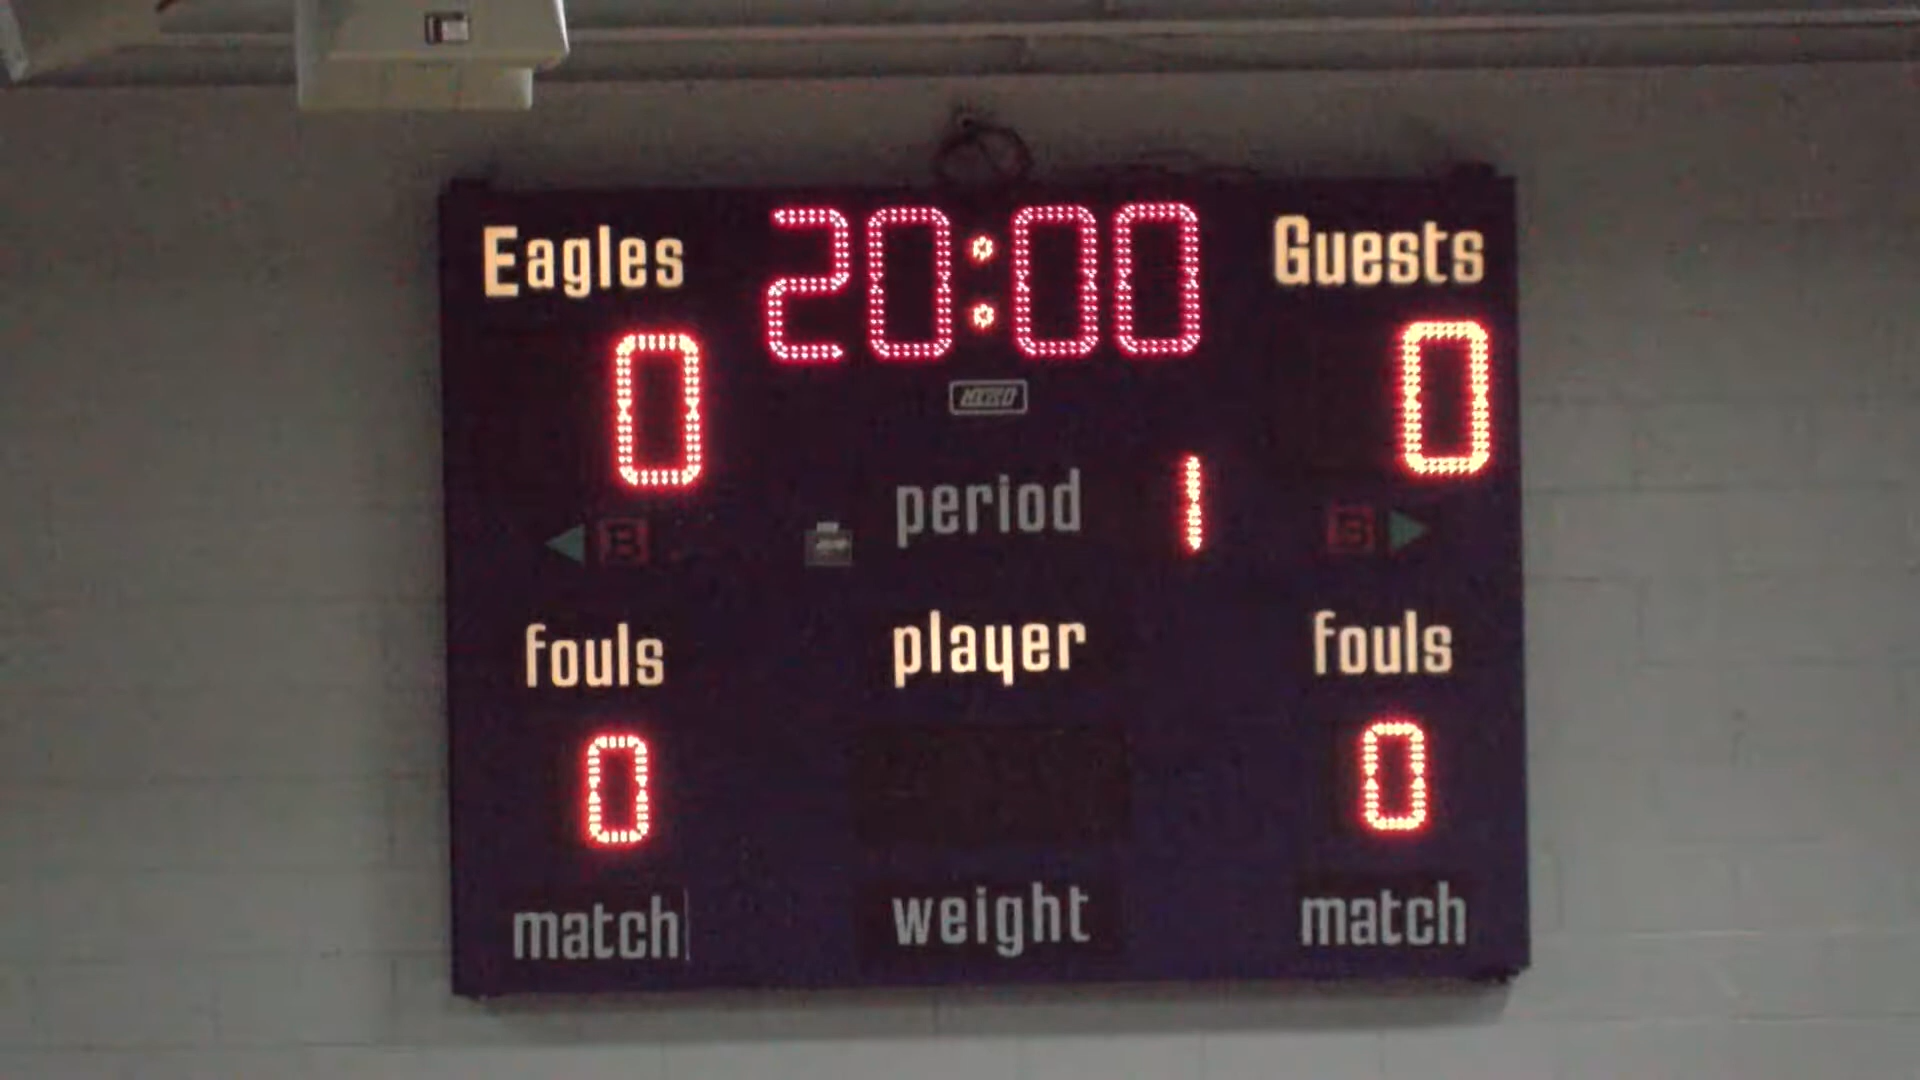 Eagles 20:00 Guests
0 0
period 1
B B
fouls player fouls
0 0
match weight match